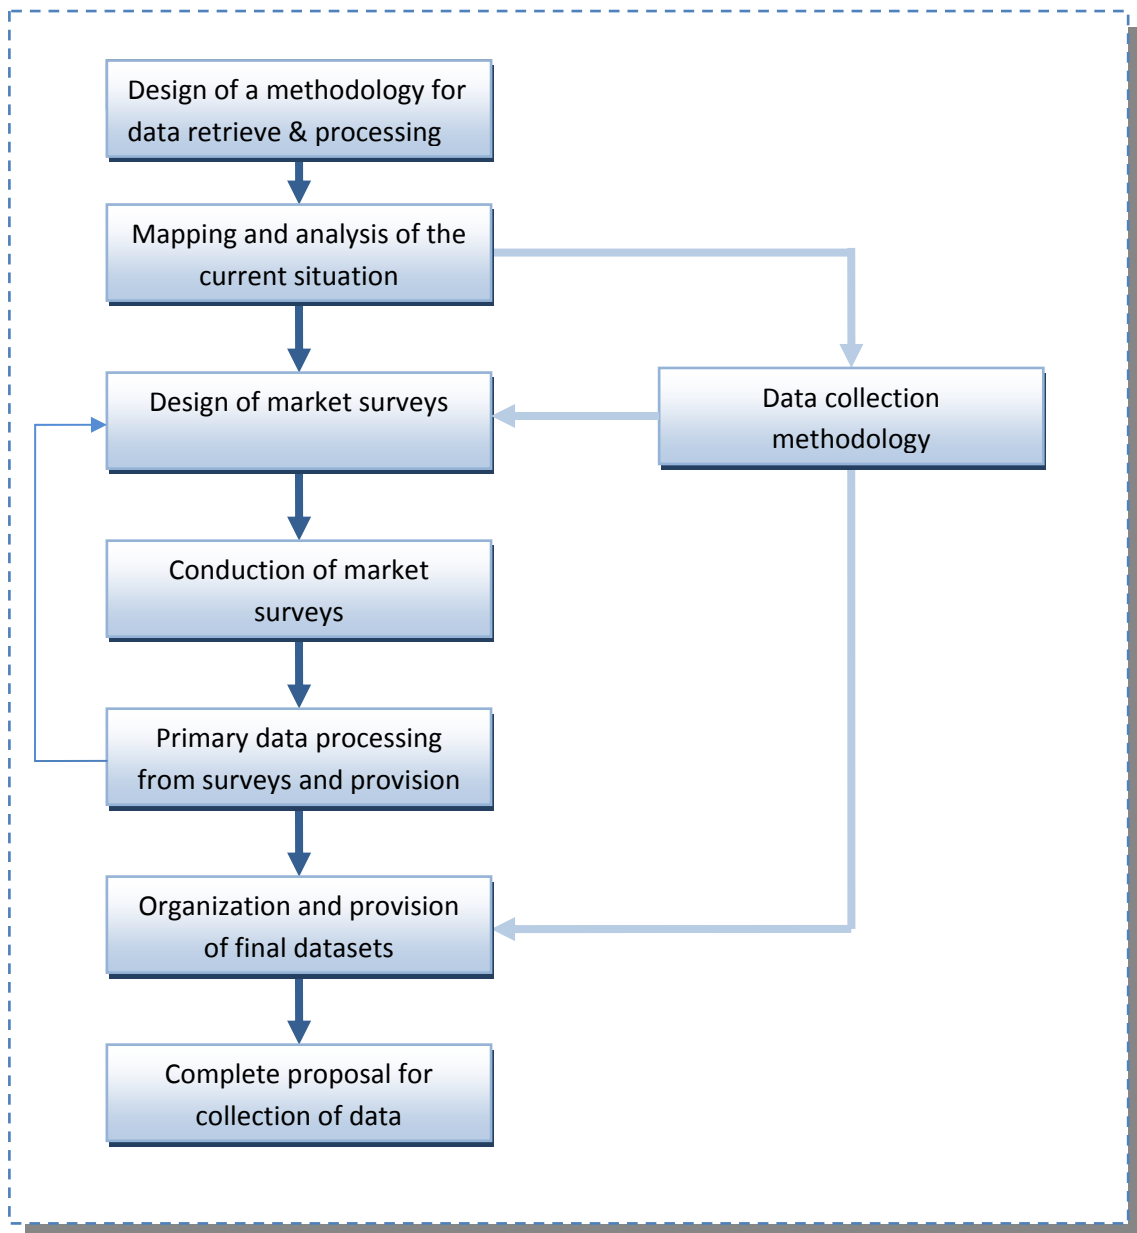 Design of a methodology for
data retrieve & processing
Mapping and analysis of the
current situation
Design of market surveys
Data collection
methodology
Conduction of market
surveys
Primary data processing
from surveys and provision
Organization and provision
of final datasets
Complete proposal for
collection of data